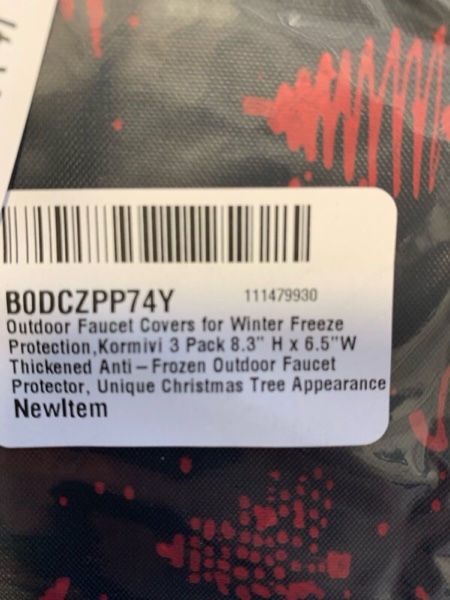 B0DCZPP74Y 111479930
Outdoor Faucet Covers for Winter Freeze
Protection,Kormivi 3 Pack 8.3" H x 6.5"W
Thickened Anti – Frozen Outdoor Faucet
Protector, Unique Christmas Tree Appearance
NewItem